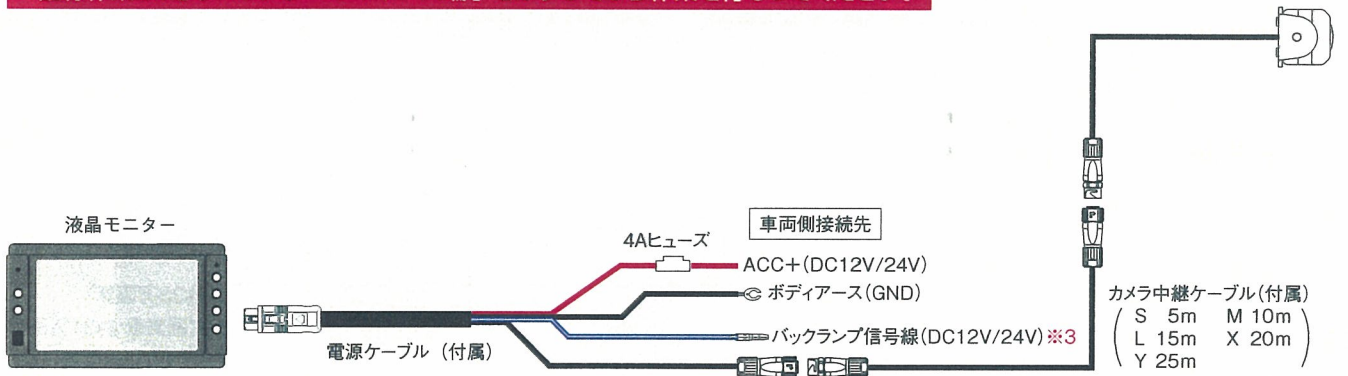 液晶モニター
4Aヒューズ
車両側接続先
ACC+(DC12V/24V)
ボディアース(GND)
バックランプ信号線(DC12V/24V)※3
電源ケーブル (付属)
カメラ中継ケーブル(付属)
S 5m M 10m
L 15m X 20m
Y 25m